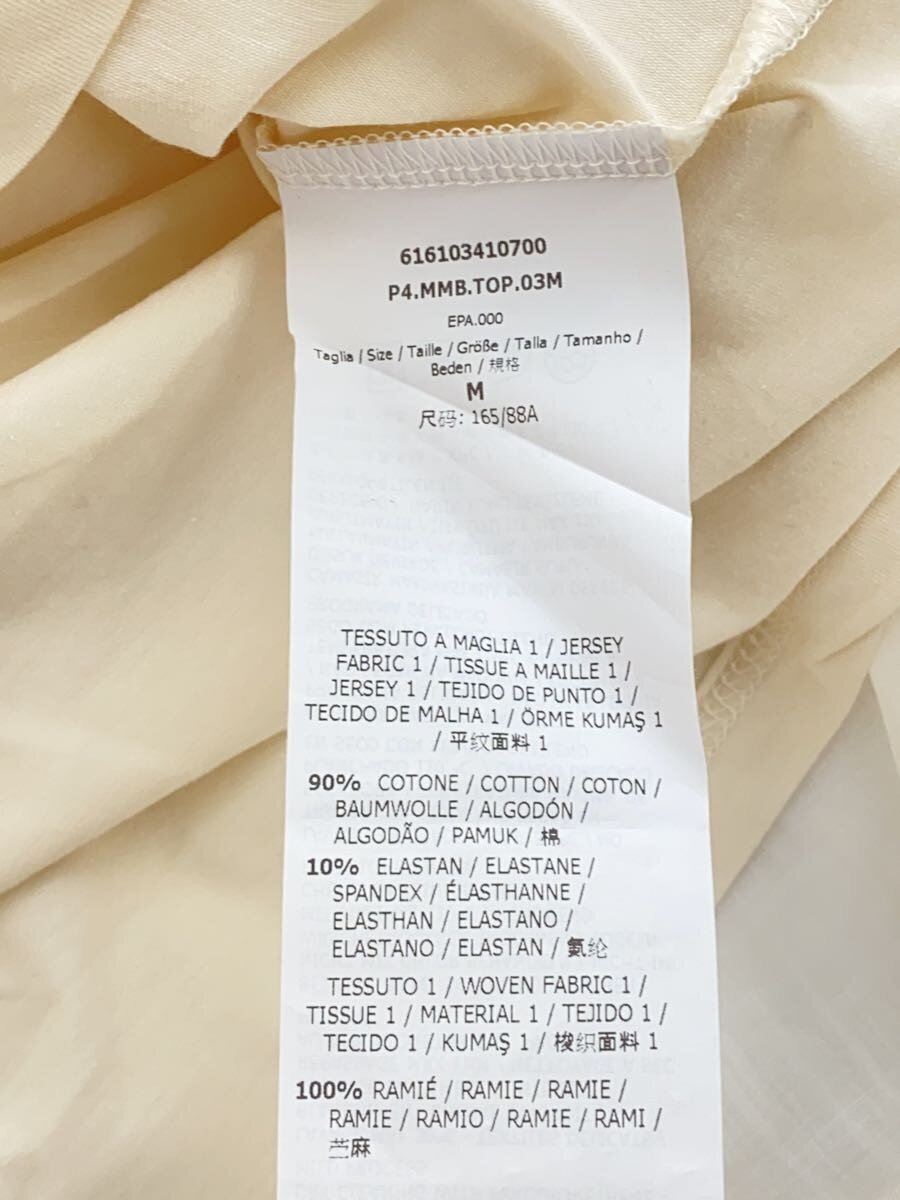 616103410700
P4.MMB.TOP.03M
EPA.000
Taglia / Size / Taille / Größe / Talla / Tamanho /
Beden / 規格
M
尺码: 165/88A
TESSUTO A MAGLIA 1 / JERSEY
FABRIC 1 / TISSUE A MAILLE 1 /
JERSEY 1 / TEJIDO DE PUNTO 1 /
TECIDO DE MALHA 1 / ÖRME KUMAŞ 1
/ 平纹面料 1
90% COTONE / COTTON / COTON /
BAUMWOLLE / ALGODÓN /
ALGODÃO / PAMUK / 棉
10% ELASTAN / ELASTANE /
SPANDEX / ÉLASTHANNE /
ELASTHAN / ELASTANO /
ELASTANO / ELASTAN / 氨纶
TESSUTO 1 / WOVEN FABRIC 1 /
TISSUE 1 / MATERIAL 1 / TEJIDO 1 /
TECIDO 1 / KUMAŞ 1 / 梭织面料 1
100% RAMIÉ / RAMIE / RAMIE /
RAMIE / RAMIO / RAMIE / RAMI /
苎麻